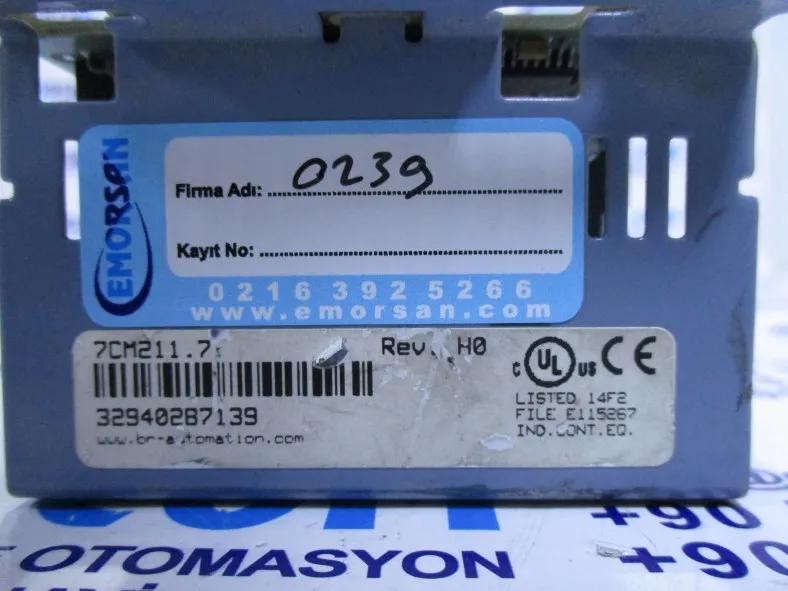 EMORSAN
Firma Adı: 0239
Kayıt No:
0216 392 5266
www.emorsan.com
7CM211.7
Rev. H0
32940287139
www.br-automation.com
C UL US CE
LISTED 14F2
FILE E115267
IND.CONT.EQ.
OTOMASYON
+90
+90